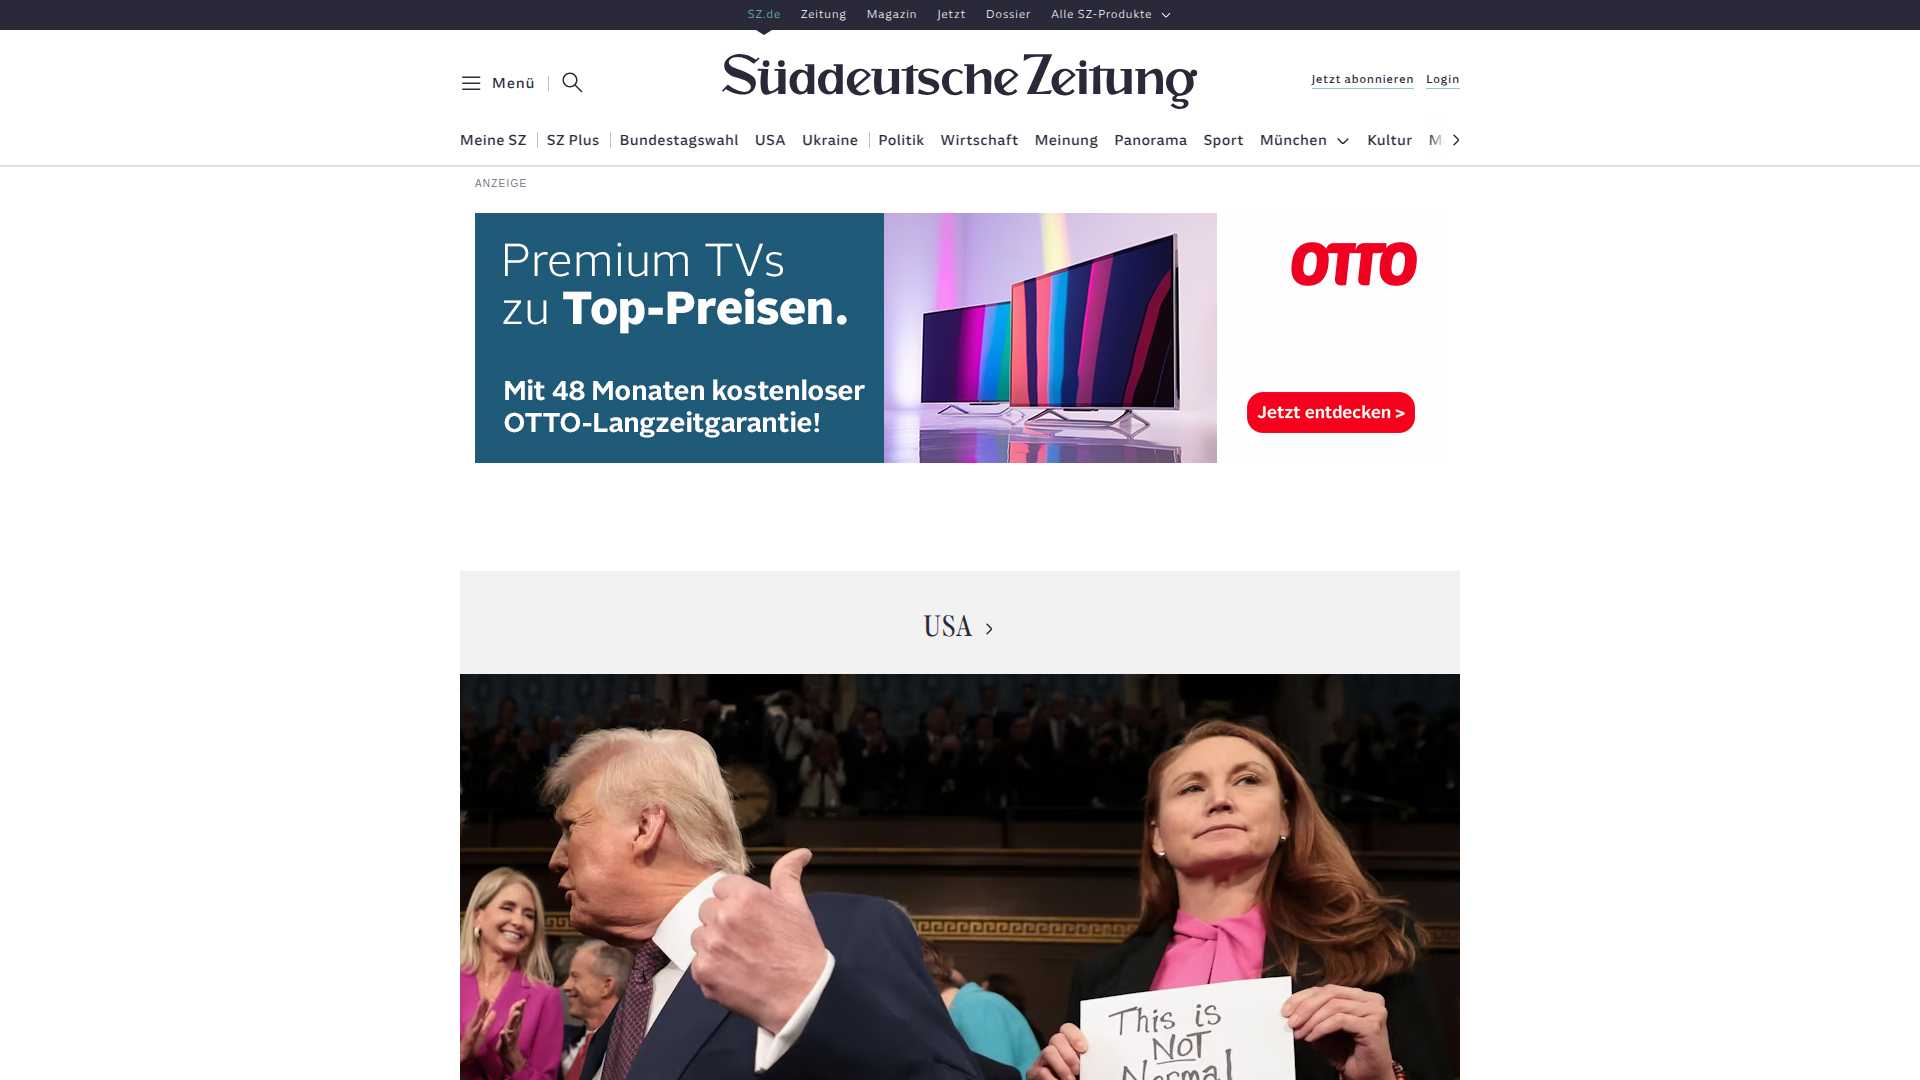 SZ.de Zeitung Magazin Jetzt Dossier Alle SZ-Produkte
Menü
Süddeutsche Zeitung
Jetzt abonnieren Login
Meine SZ SZ Plus Bundestagswahl USA Ukraine Politik Wirtschaft Meinung Panorama Sport München Kultur M
ANZEIGE
Premium TVs
zu Top-Preisen.
Mit 48 Monaten kostenloser
OTTO-Langzeitgarantie!
OTTO
Jetzt entdecken >
USA
This is
NOT
Normal